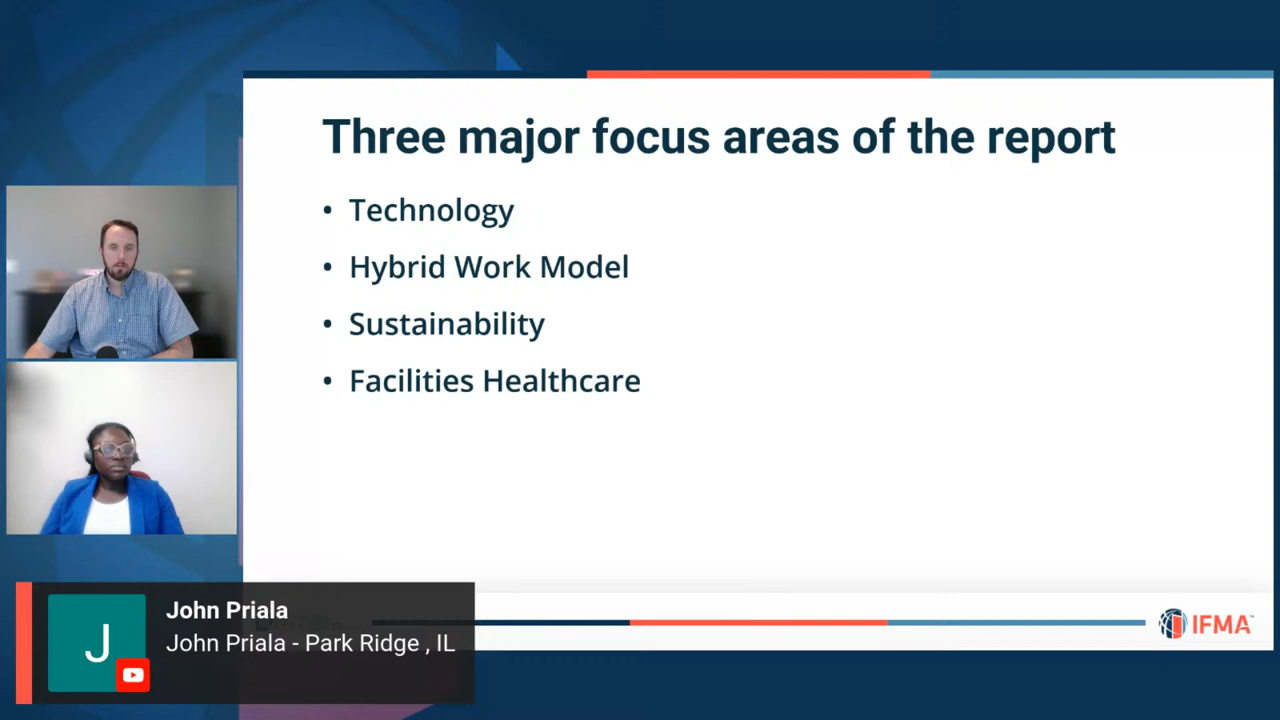 Three major focus areas of the report
• Technology
• Hybrid Work Model
• Sustainability
• Facilities Healthcare
J
John Priala
John Priala - Park Ridge , IL
IFMA™